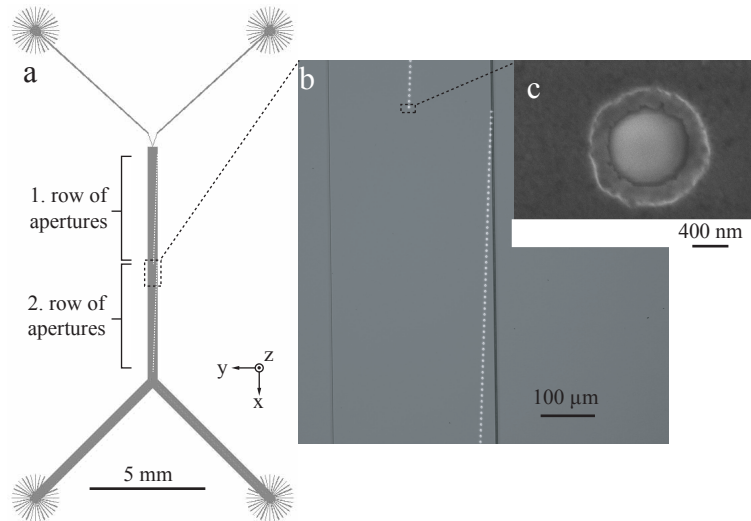 a
b
c
1. row of
apertures
400 nm
2. row of
apertures
z
y
x
100 µm
5 mm